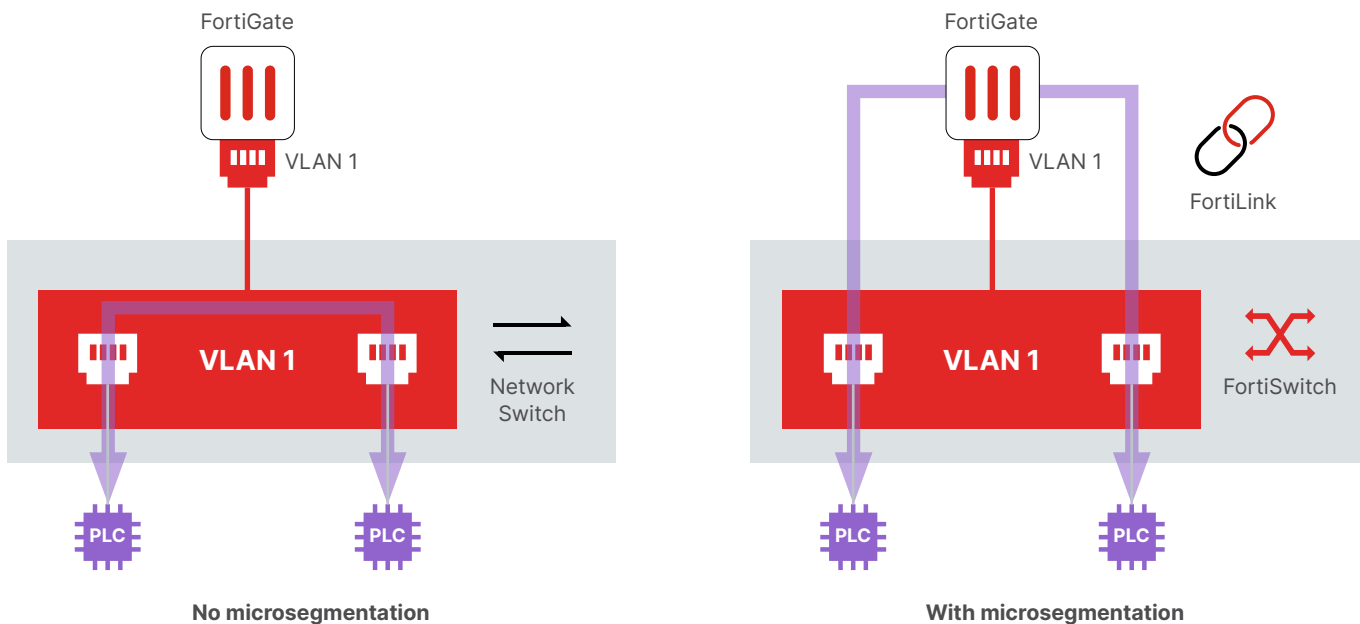 FortiGate
VLAN 1
VLAN 1
Network
Switch
PLC
PLC
No microsegmentation
FortiGate
VLAN 1
FortiLink
VLAN 1
FortiSwitch
PLC
PLC
With microsegmentation